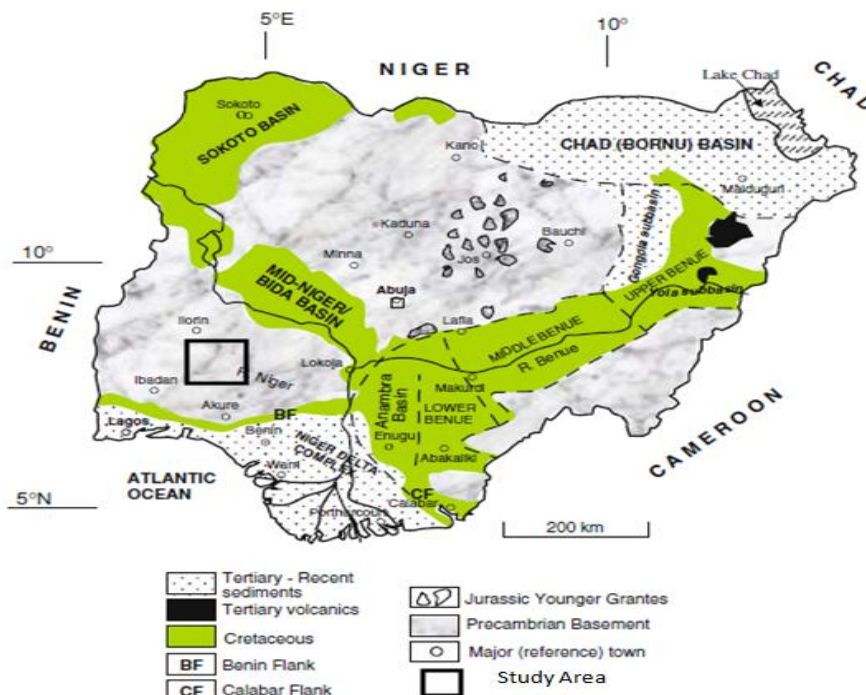 5°E
10°
NIGER
CHAD
Lake Chad
Sokoto
SOKOTO BASIN
Kano
CHAD (BORNU) BASIN
Maiduguri
Gongola subbasin
Kaduna
Bauchi
Jos
10°
Minna
MID-NIGER/
BIDA BASIN
Abuja
UPPER BENUE
Yola subbasin
BENIN
Ilorin
Lafia
MIDDLE BENUE
R. Benue
Lokoja
R. Niger
Ibadan
Makurdi
Akure
BF
Anambra
Basin
LOWER
BENUE
Lagos
Benin
Enugu
NIGER DELTA
COMPLEX
Warri
Abakaliki
CAMEROON
ATLANTIC
OCEAN
5°N
CF
Calabar
Portharcourt
200 km
Tertiary - Recent
sediments
Tertiary volcanics
Cretaceous
BF Benin Flank
CF Calabar Flank
Jurassic Younger Grantes
Precambrian Basement
Major (reference) town
Study Area